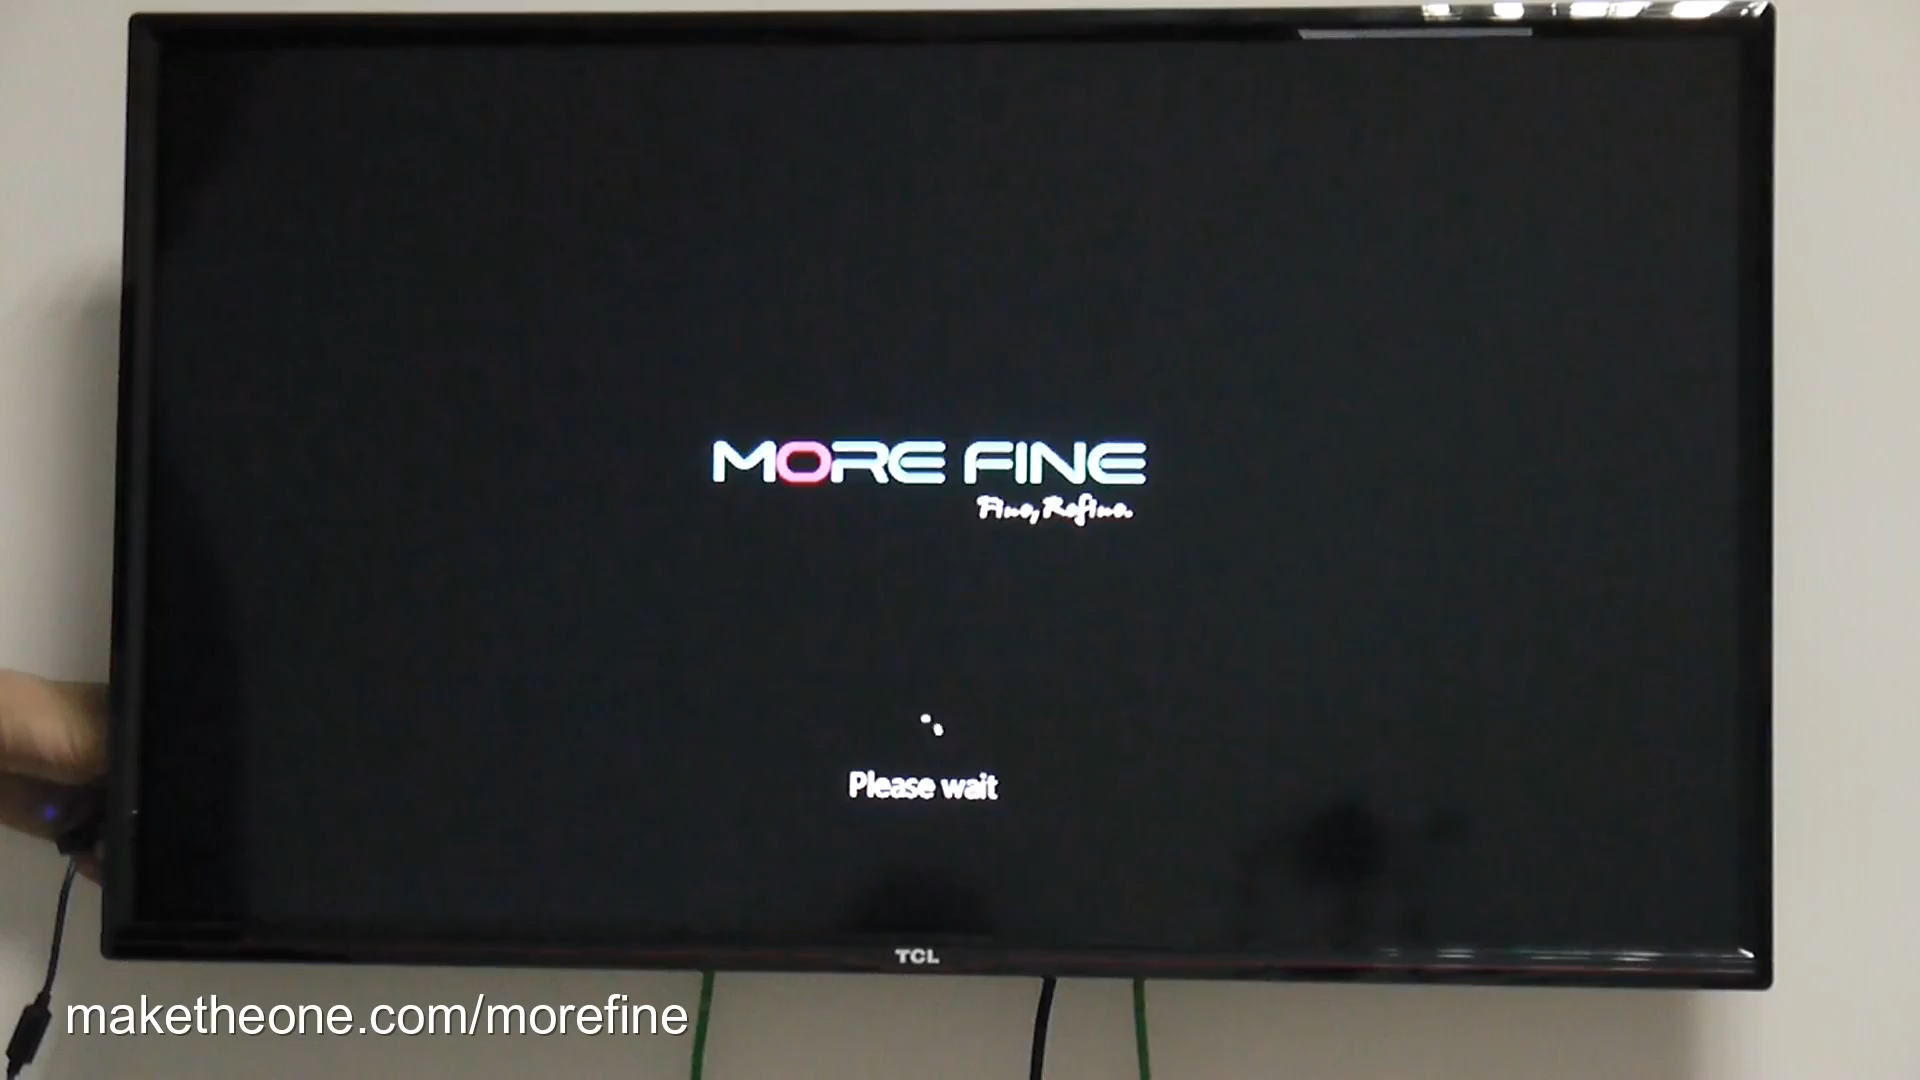 MORE FINE
Fine, Refine.
Please wait
TCL
maketheone.com/morefine